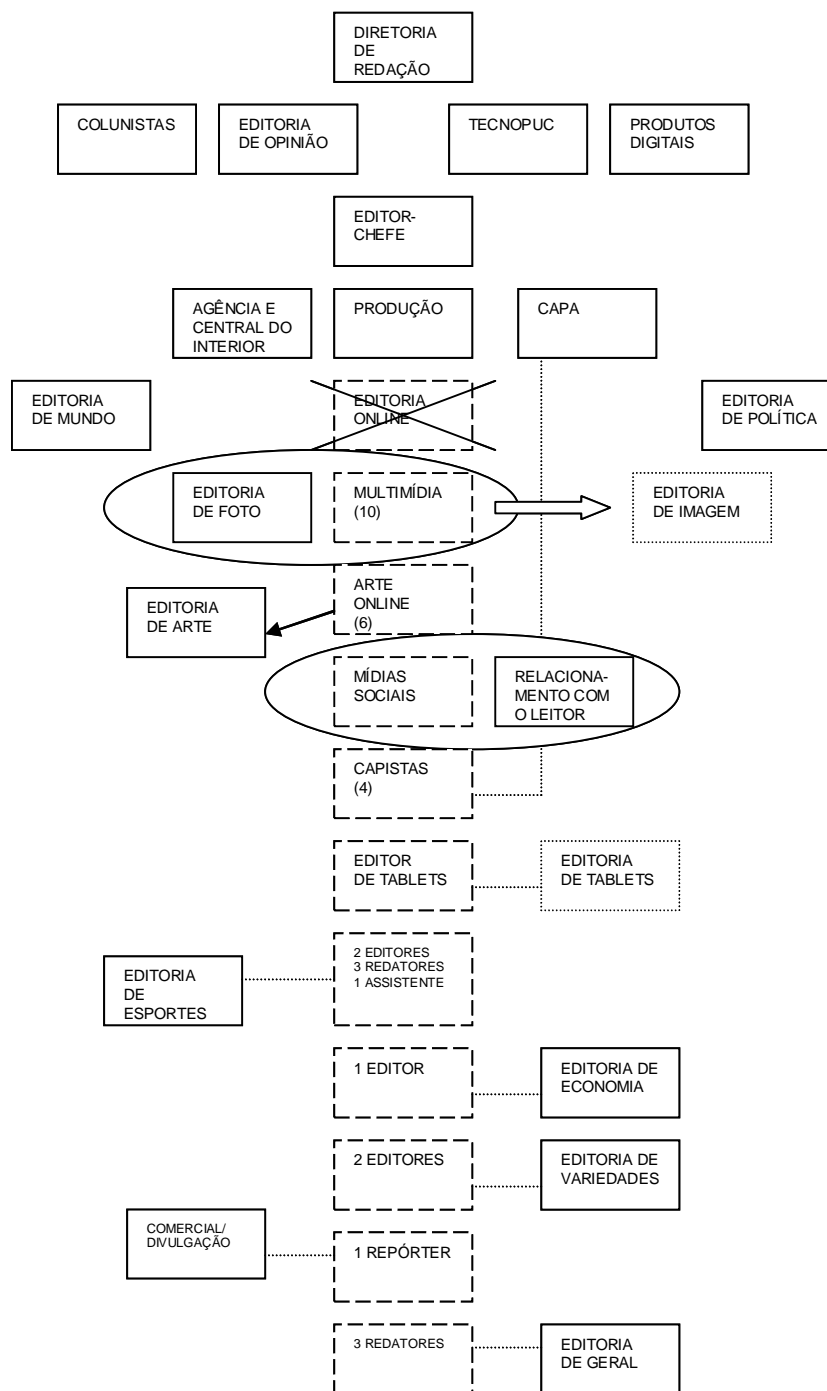 DIRETORIA
DE
REDAÇÃO
COLUNISTAS
EDITORIA
DE OPINIÃO
TECNOPUC
PRODUTOS
DIGITAIS
EDITOR-
CHEFE
AGÊNCIA E
CENTRAL DO
INTERIOR
PRODUÇÃO
CAPA
EDITORIA
DE MUNDO
EDITORIA
ONLINE
EDITORIA
DE POLÍTICA
EDITORIA
DE FOTO
MULTIMÍDIA
(10)
EDITORIA
DE IMAGEM
EDITORIA
DE ARTE
ARTE
ONLINE
(6)
MÍDIAS
SOCIAIS
RELACIONA-
MENTO COM
O LEITOR
CAPISTAS
(4)
EDITOR
DE TABLETS
EDITORIA
DE TABLETS
EDITORIA
DE
ESPORTES
2 EDITORES
3 REDATORES
1 ASSISTENTE
1 EDITOR
EDITORIA DE
ECONOMIA
2 EDITORES
EDITORIA DE
VARIEDADES
COMERCIAL/
DIVULGAÇÃO
1 REPÓRTER
3 REDATORES
EDITORIA
DE GERAL